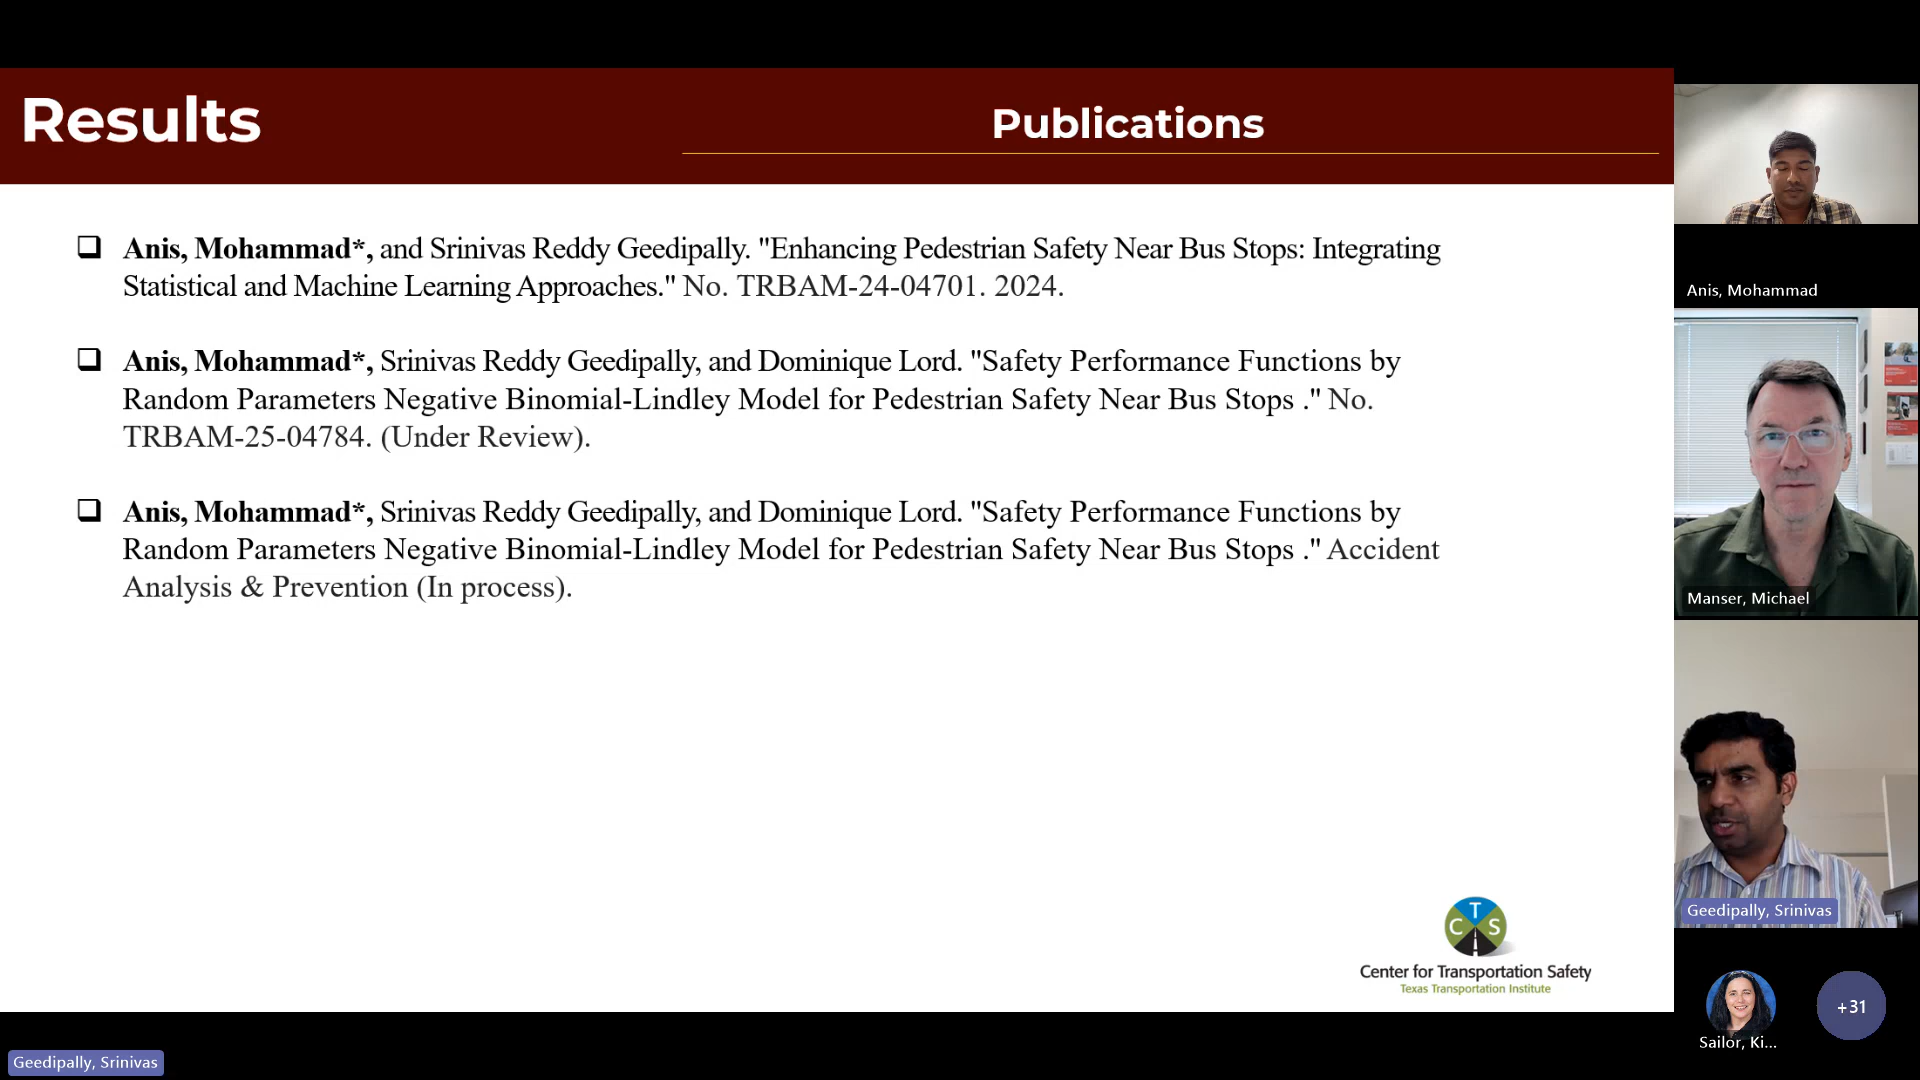 Results
Publications
Anis, Mohammad*, and Srinivas Reddy Geedipally. "Enhancing Pedestrian Safety Near Bus Stops: Integrating
Statistical and Machine Learning Approaches." No. TRBAM-24-04701. 2024.
Anis, Mohammad*, Srinivas Reddy Geedipally, and Dominique Lord. "Safety Performance Functions by
Random Parameters Negative Binomial-Lindley Model for Pedestrian Safety Near Bus Stops ." No.
TRBAM-25-04784. (Under Review).
Anis, Mohammad*, Srinivas Reddy Geedipally, and Dominique Lord. "Safety Performance Functions by
Random Parameters Negative Binomial-Lindley Model for Pedestrian Safety Near Bus Stops ." Accident
Analysis & Prevention (In process).
C T S
Center for Transportation Safety
Texas Transportation Institute
Anis, Mohammad
Manser, Michael
Geedipally, Srinivas
Sailor, Ki...
+31
Geedipally, Srinivas